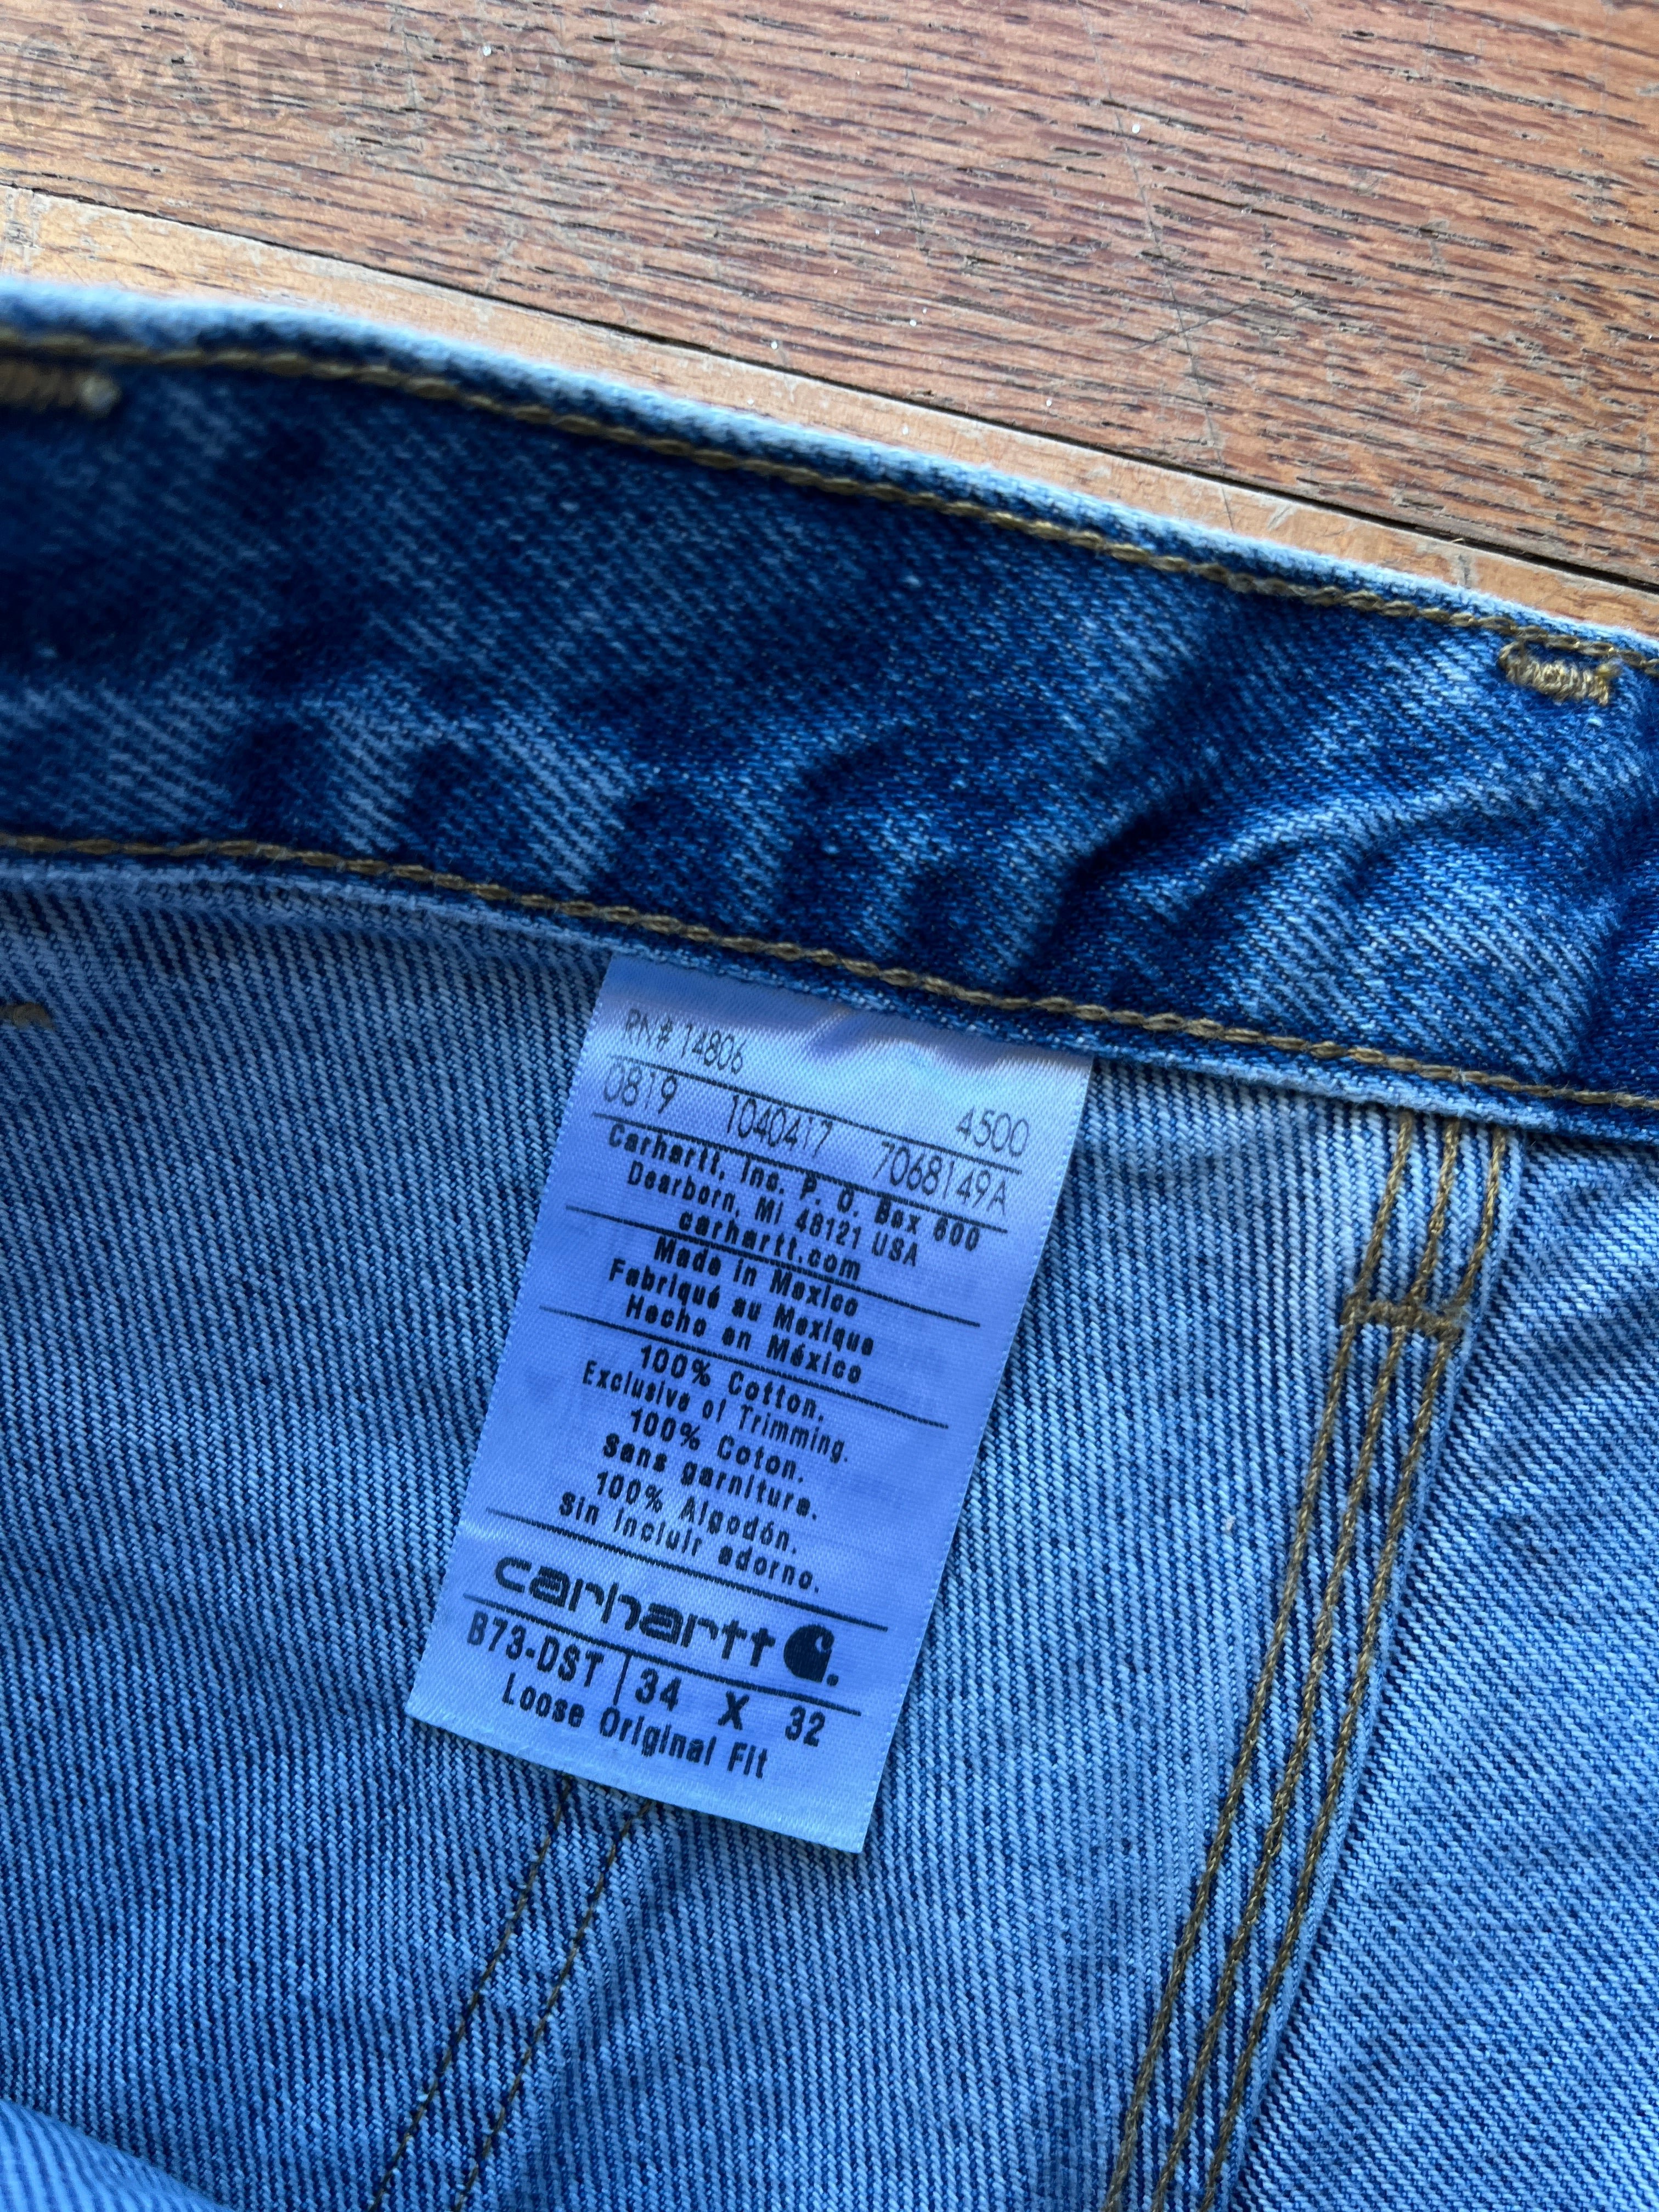 RN# 14806 4500
0819 1040417 7068149A
Carhartt, Inc. P. O. Box 600
Dearborn, MI 48121 USA
carhartt.com
Made in Mexico
Fabriqué au Mexique
Hecho en México
100% Cotton.
Exclusive of Trimming.
100% Coton.
Sans garniture.
100% Algodón.
Sin incluir adorno.
carhartt
B73-DST 34 X 32
Loose Original Fit